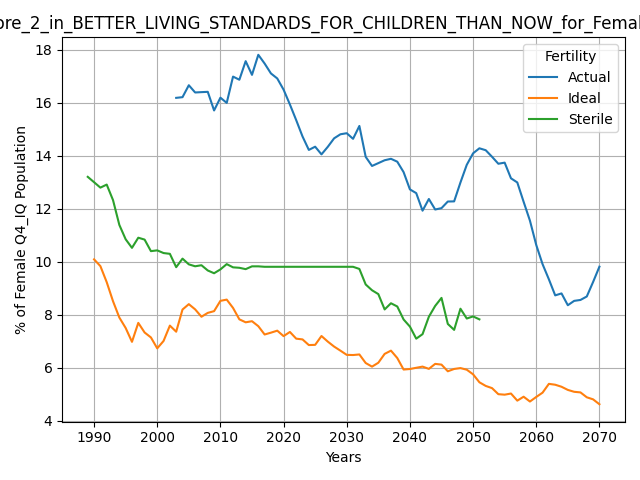 ore_2_in_BETTER_LIVING_STANDARDS_FOR_CHILDREN_THAN_NOW_for_Femal
Fertility
Actual
Ideal
Sterile
% of Female Q4_IQ Population
18
16
14
12
10
8
6
4
1990 2000 2010 2020 2030 2040 2050 2060 2070
Years